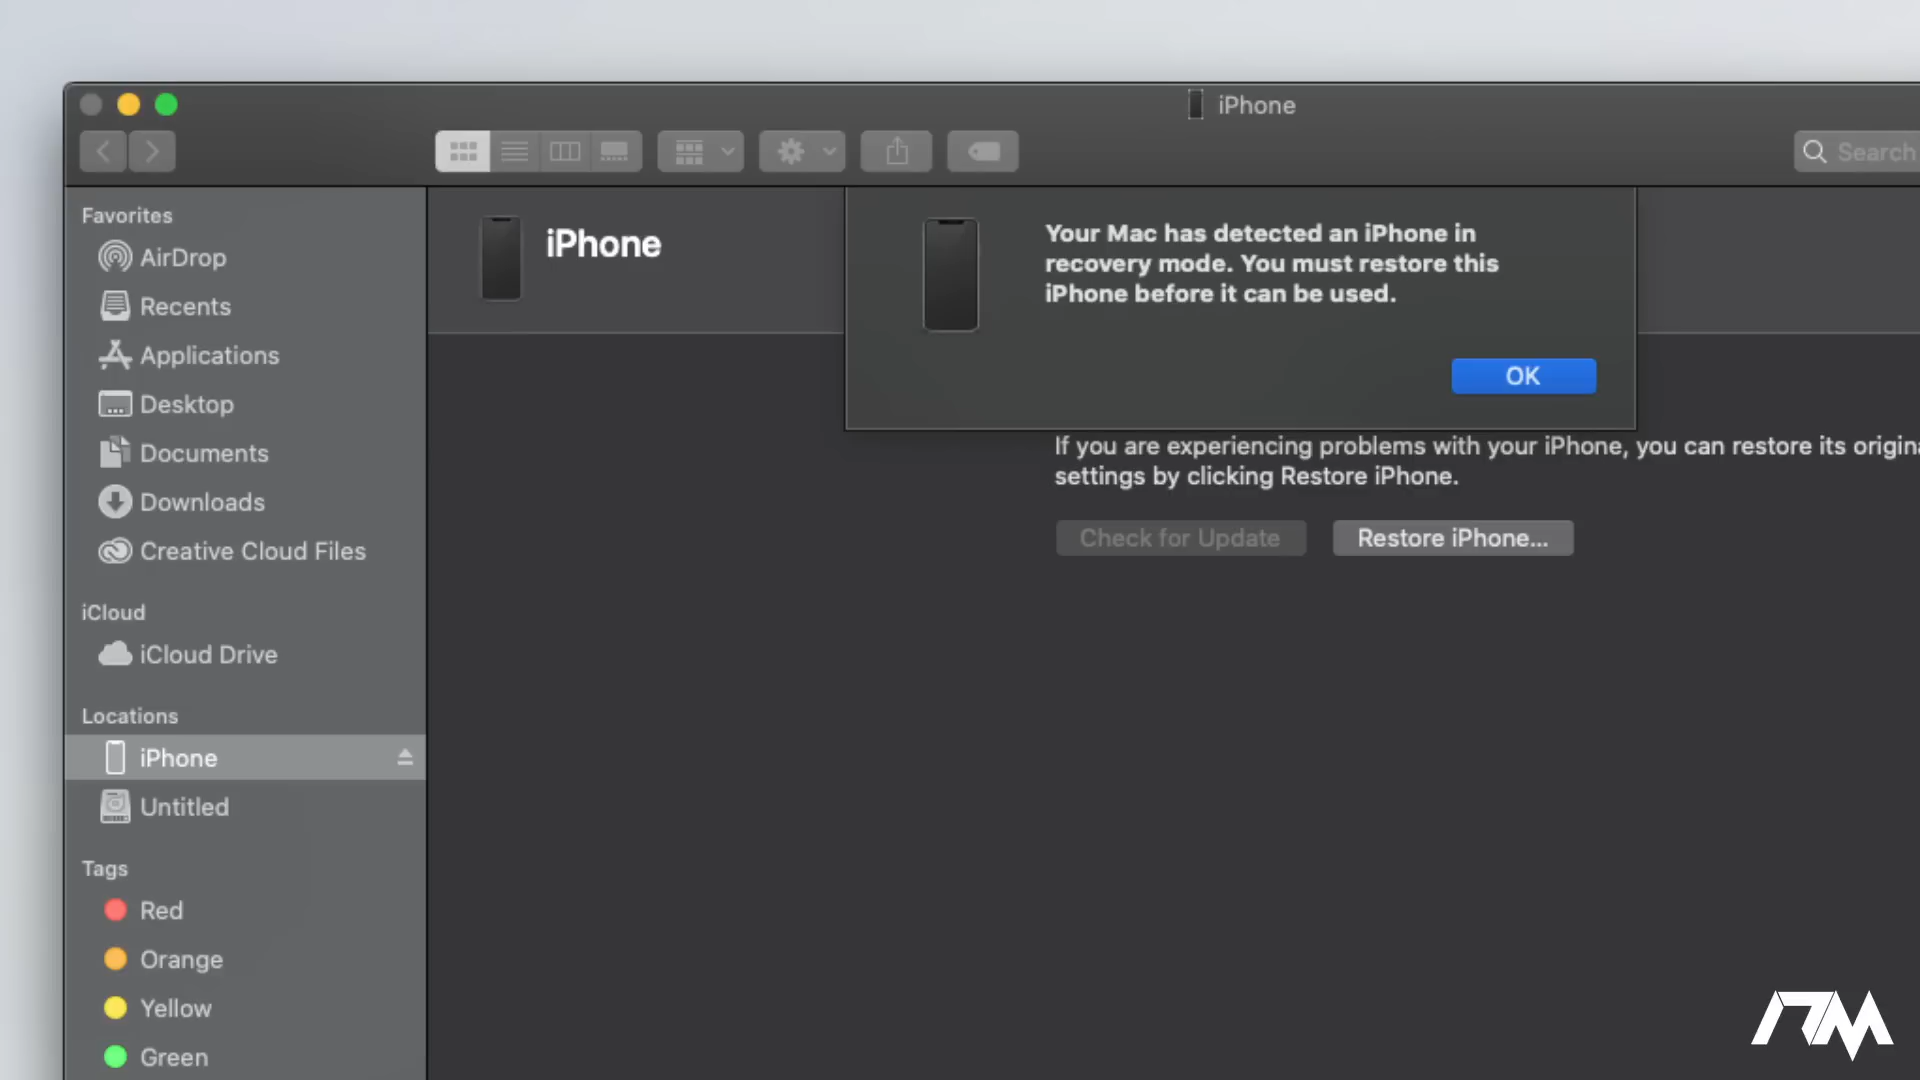 iPhone
Search
Favorites
AirDrop
Recents
Applications
Desktop
Documents
Downloads
Creative Cloud Files
iCloud
iCloud Drive
Locations
iPhone
Untitled
Tags
Red
Orange
Yellow
Green
iPhone
Your Mac has detected an iPhone in
recovery mode. You must restore this
iPhone before it can be used.
OK
If you are experiencing problems with your iPhone, you can restore its origina
settings by clicking Restore iPhone.
Check for Update
Restore iPhone...